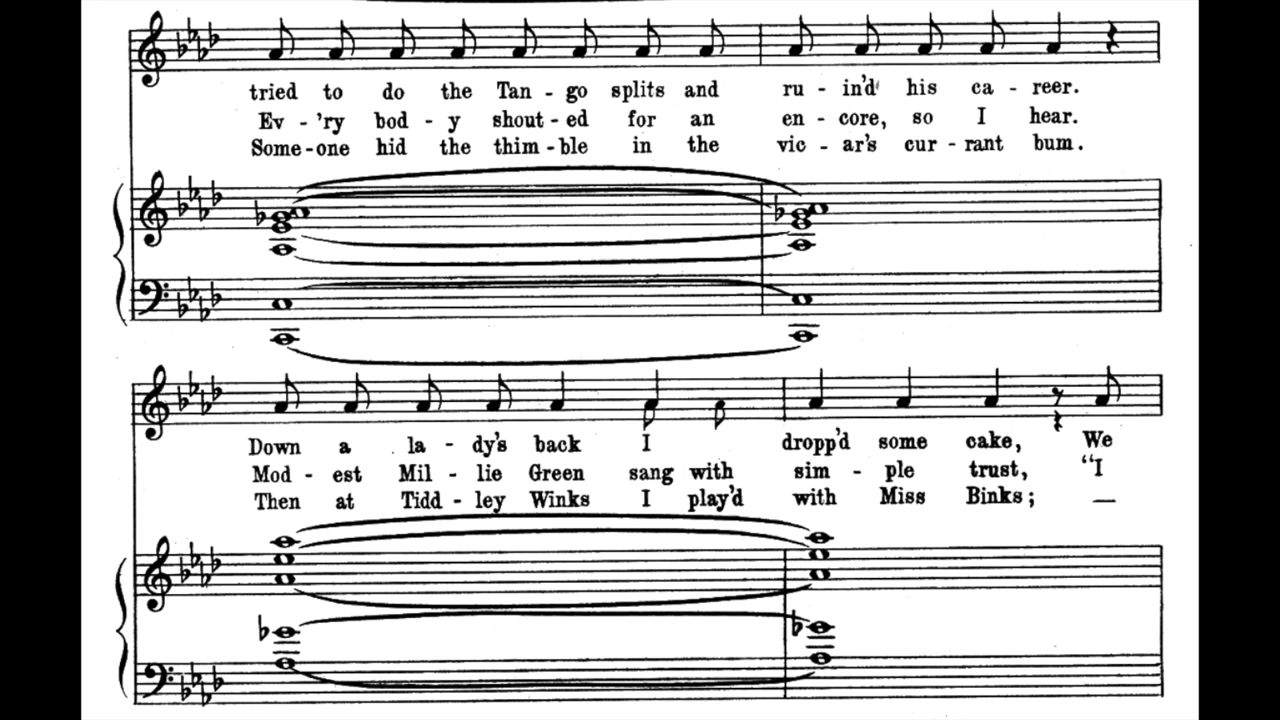 tried to do the Tan - go splits and ru - in'd his ca - reer.
Ev - 'ry bod - y shout - ed for an en - core, so I hear.
Some - one hid the thim - ble in the vic - ar's cur - rant bum.
Down a la - dy's back I dropp'd some cake, We
Mod - est Mil - lie Green sang with sim - ple trust, "I
Then at Tidd - ley Winks I play'd with Miss Binks; —